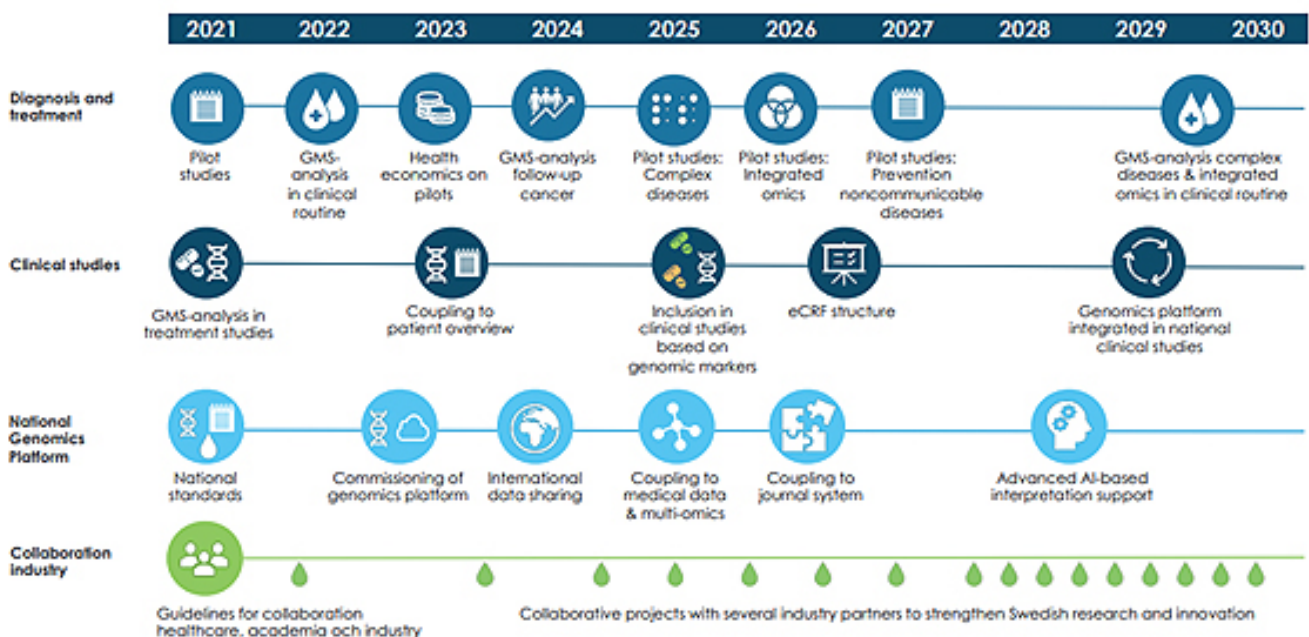 2021 2022 2023 2024 2025 2026 2027 2028 2029 2030
Diagnosis and
treatment
Pilot
studies
GMS-
analysis
in clinical
routine
Health
economics on
pilots
GMS-analysis
follow-up
cancer
Pilot studies:
Complex
diseases
Pilot studies:
Integrated
omics
Pilot studies:
Prevention
noncommunicable
diseases
GMS-analysis complex
diseases & integrated
omics in clinical routine
Clinical studies
GMS-analysis in
treatment studies
Coupling to
patient overview
Inclusion in
clinical studies
based on
genomic markers
eCRF structure
Genomics platform
integrated in national
clinical studies
National
Genomics
Platform
National
standards
Commissioning of
genomics platform
International
data sharing
Coupling to
medical data
& multi-omics
Coupling to
journal system
Advanced AI-based
interpretation support
Collaboration
industry
Guidelines for collaboration
healthcare, academia och industry
Collaborative projects with several industry partners to strengthen Swedish research and innovation